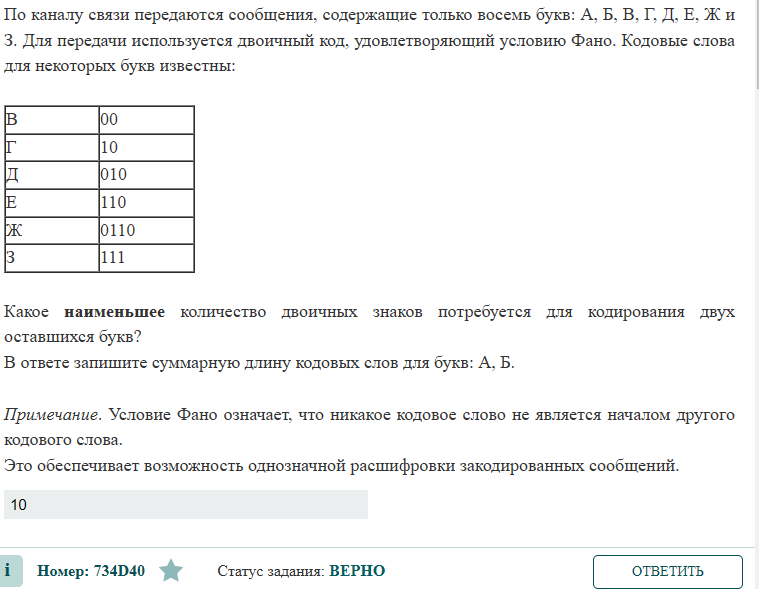 По каналу связи передаются сообщения, содержащие только восемь букв: А, Б, В, Г, Д, Е, Ж и
З. Для передачи используется двоичный код, удовлетворяющий условию Фано. Кодовые слова
для некоторых букв известны:
В 00
Г 10
Д 010
Е 110
Ж 0110
З 111
Какое наименьшее количество двоичных знаков потребуется для кодирования двух
оставшихся букв?
В ответе запишите суммарную длину кодовых слов для букв: А, Б.
Примечание. Условие Фано означает, что никакое кодовое слово не является началом другого
кодового слова.
Это обеспечивает возможность однозначной расшифровки закодированных сообщений.
10
i Номер: 734D40 Статус задания: ВЕРНО ОТВЕТИТЬ